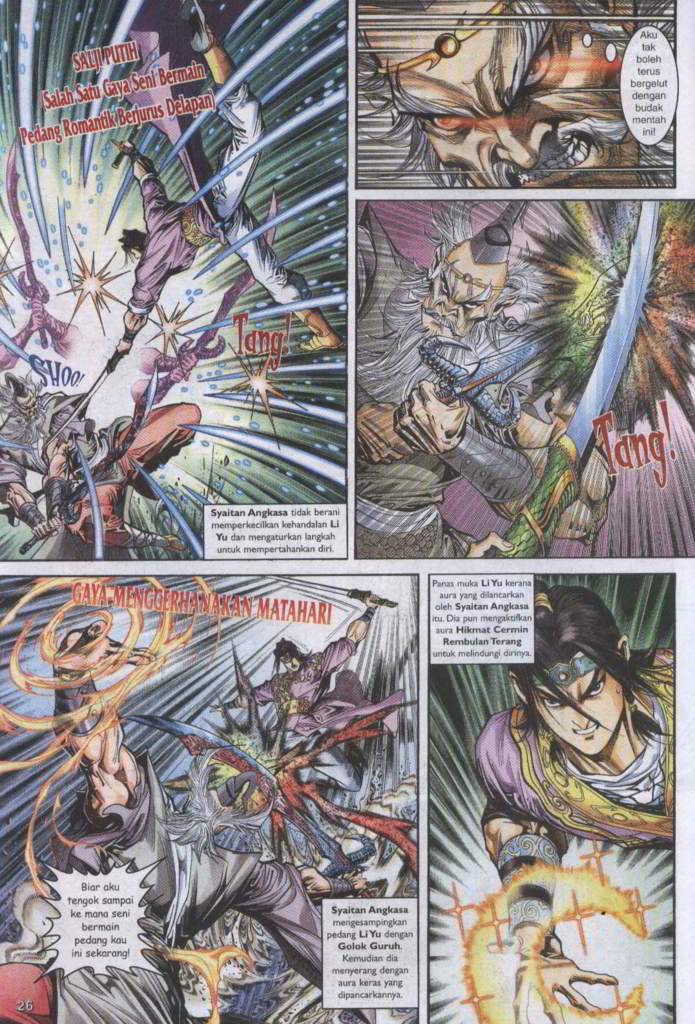 SALJI PUTIH
(Salah Satu Gaya Seni Bermain
Pedang Romantik Berjurus Delapan)
SHOO!
Tang!
Syaitan Angkasa tidak berani
memperkecilkan kehandalan Li
Yu dan mengaturkan langkah
untuk mempertahankan diri.
Aku
tak
boleh
terus
bergelut
dengan
budak
mentah
ini!
Tang!
GAYA MENGGERHANAKAN MATAHARI
Biar aku
tengok sampai
ke mana seni
bermain
pedang kau
ini sekarang!
Syaitan Angkasa
mengesampingkan
pedang Li Yu dengan
Golok Guruh.
Kemudian dia
menyerang dengan
aura keras yang
dipancarkannya.
Panas muka Li Yu kerana
aura yang dilancarkan
oleh Syaitan Angkasa
itu. Dia pun mengaktifkan
aura Hikmat Cermin
Rembulan Terang
untuk melindungi dirinya.
26